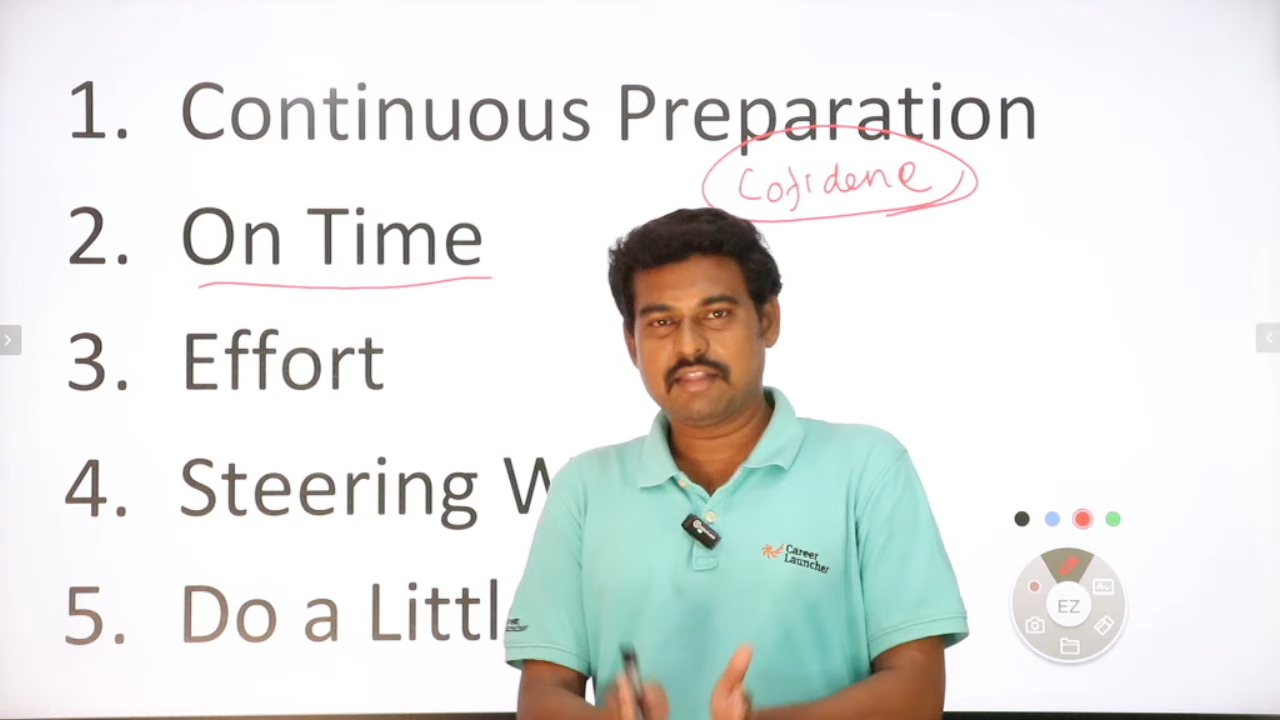 1. Continuous Preparation
Cofidene
2. On Time
3. Effort
4. Steering W
5. Do a Littl
Career
Launcher
EZ